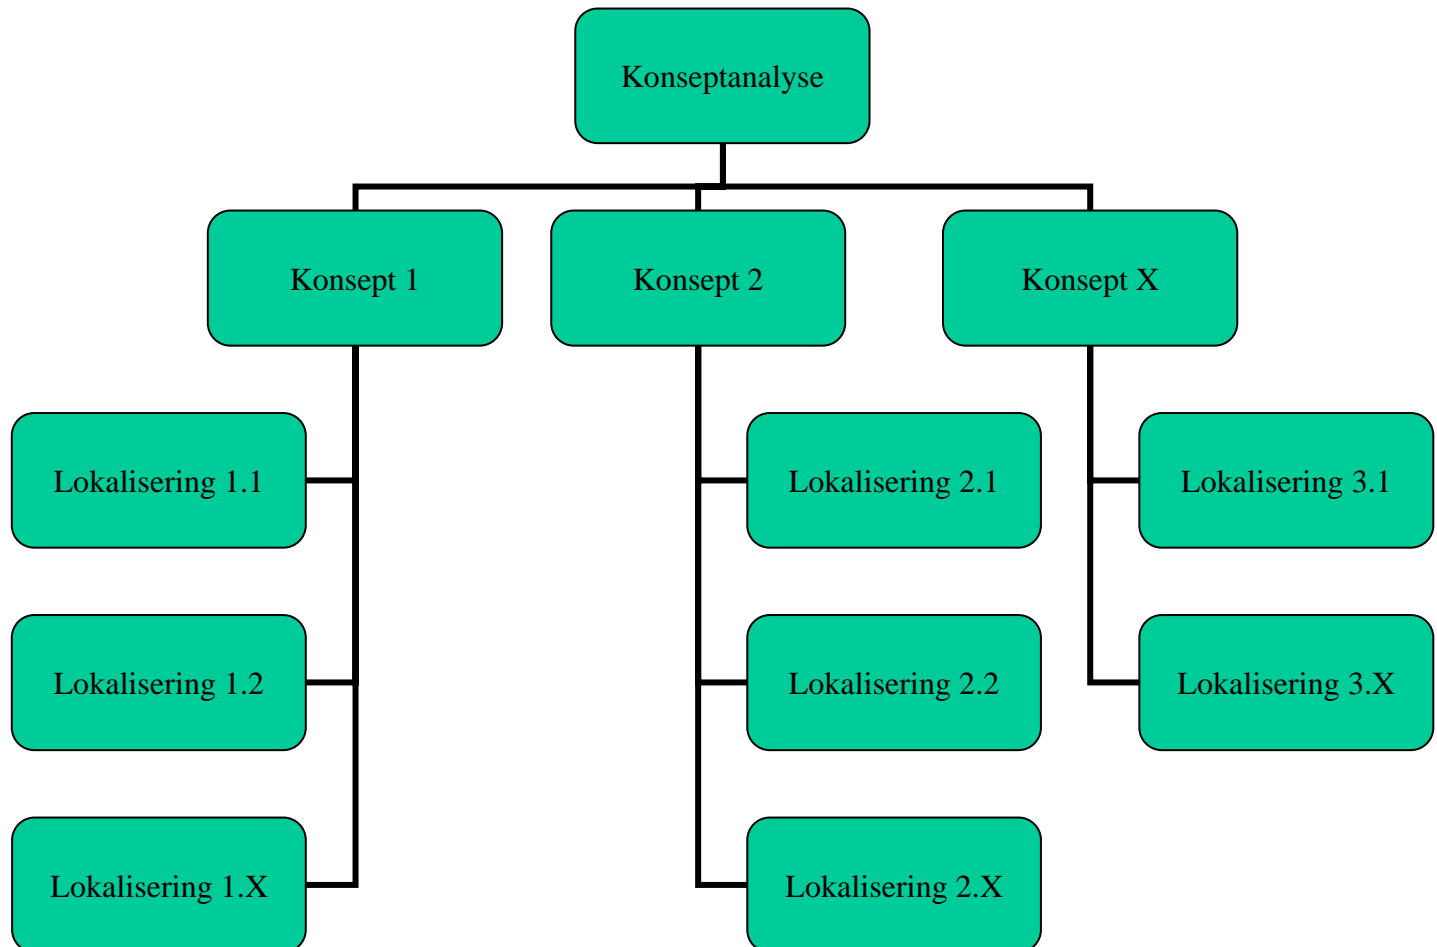 Konseptanalyse
Konsept 1
Konsept 2
Konsept X
Lokalisering 1.1
Lokalisering 2.1
Lokalisering 3.1
Lokalisering 1.2
Lokalisering 2.2
Lokalisering 3.X
Lokalisering 1.X
Lokalisering 2.X